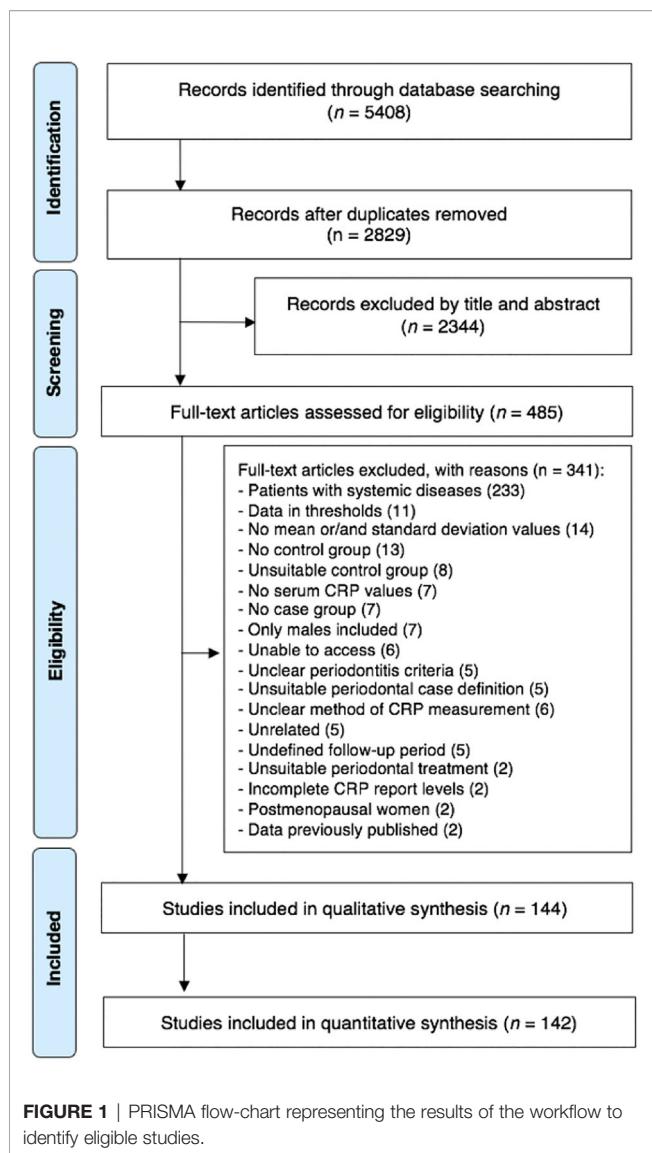 Identification
Records identified through database searching
(n = 5408)
Records after duplicates removed
(n = 2829)
Screening
Records excluded by title and abstract
(n = 2344)
Full-text articles assessed for eligibility (n = 485)
Eligibility
Full-text articles excluded, with reasons (n = 341):
- Patients with systemic diseases (233)
- Data in thresholds (11)
- No mean or/and standard deviation values (14)
- No control group (13)
- Unsuitable control group (8)
- No serum CRP values (7)
- No case group (7)
- Only males included (7)
- Unable to access (6)
- Unclear periodontitis criteria (5)
- Unsuitable periodontal case definition (5)
- Unclear method of CRP measurement (6)
- Unrelated (5)
- Undefined follow-up period (5)
- Unsuitable periodontal treatment (2)
- Incomplete CRP report levels (2)
- Postmenopausal women (2)
- Data previously published (2)
Included
Studies included in qualitative synthesis (n = 144)
Studies included in quantitative synthesis (n = 142)
FIGURE 1 | PRISMA flow-chart representing the results of the workflow to
identify eligible studies.